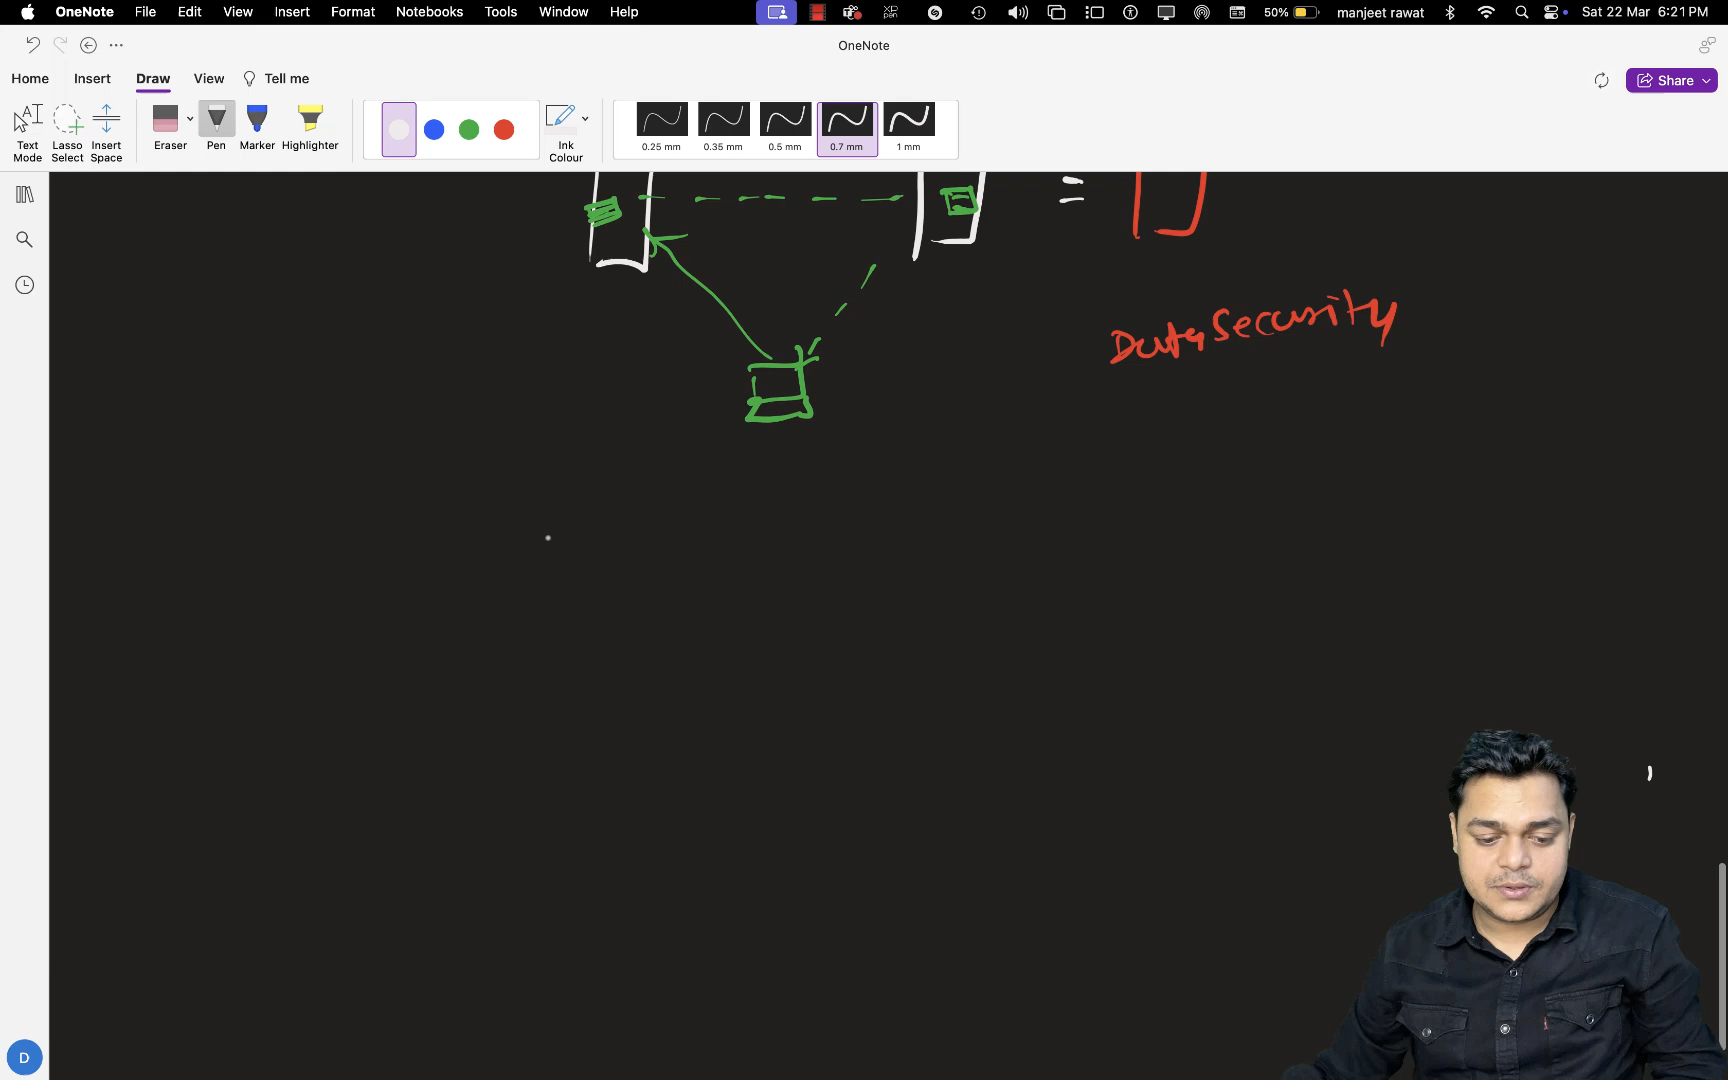 OneNote File Edit View Insert Format Notebooks Tools Window Help XP pen 50% manjeet rawat Sat 22 Mar 6:21 PM
OneNote
Home Insert Draw View Tell me Share
Text Mode
Lasso Select
Insert Space
Eraser
Pen
Marker
Highlighter
Ink Colour
0.25 mm
0.35 mm
0.5 mm
0.7 mm
1 mm
=
Data Security
D